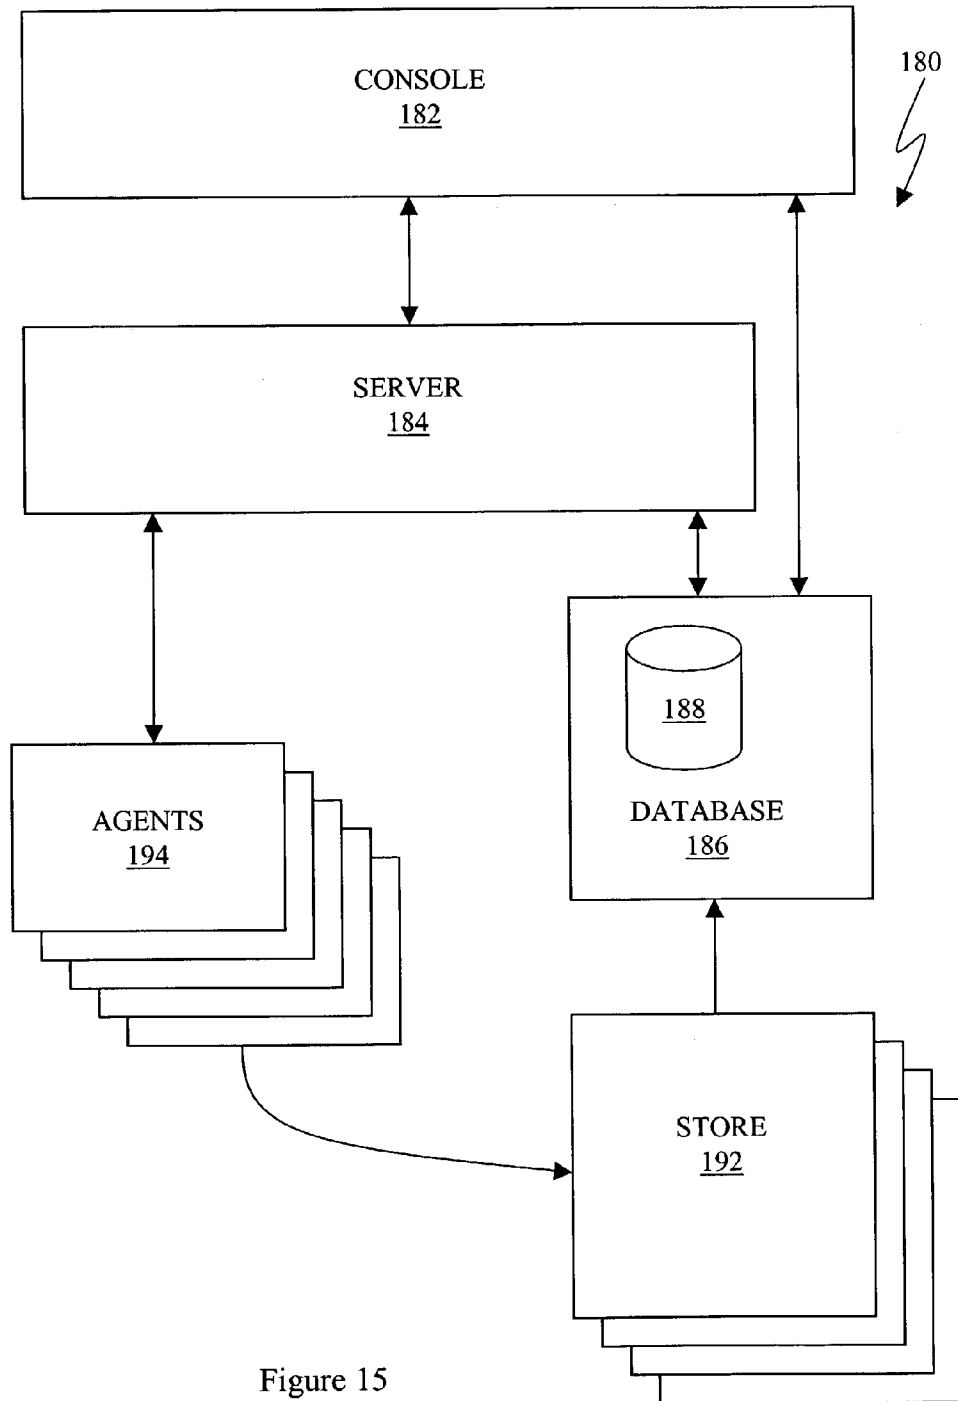 CONSOLE
182
180
SERVER
184
188
DATABASE
186
AGENTS
194
STORE
192
Figure 15